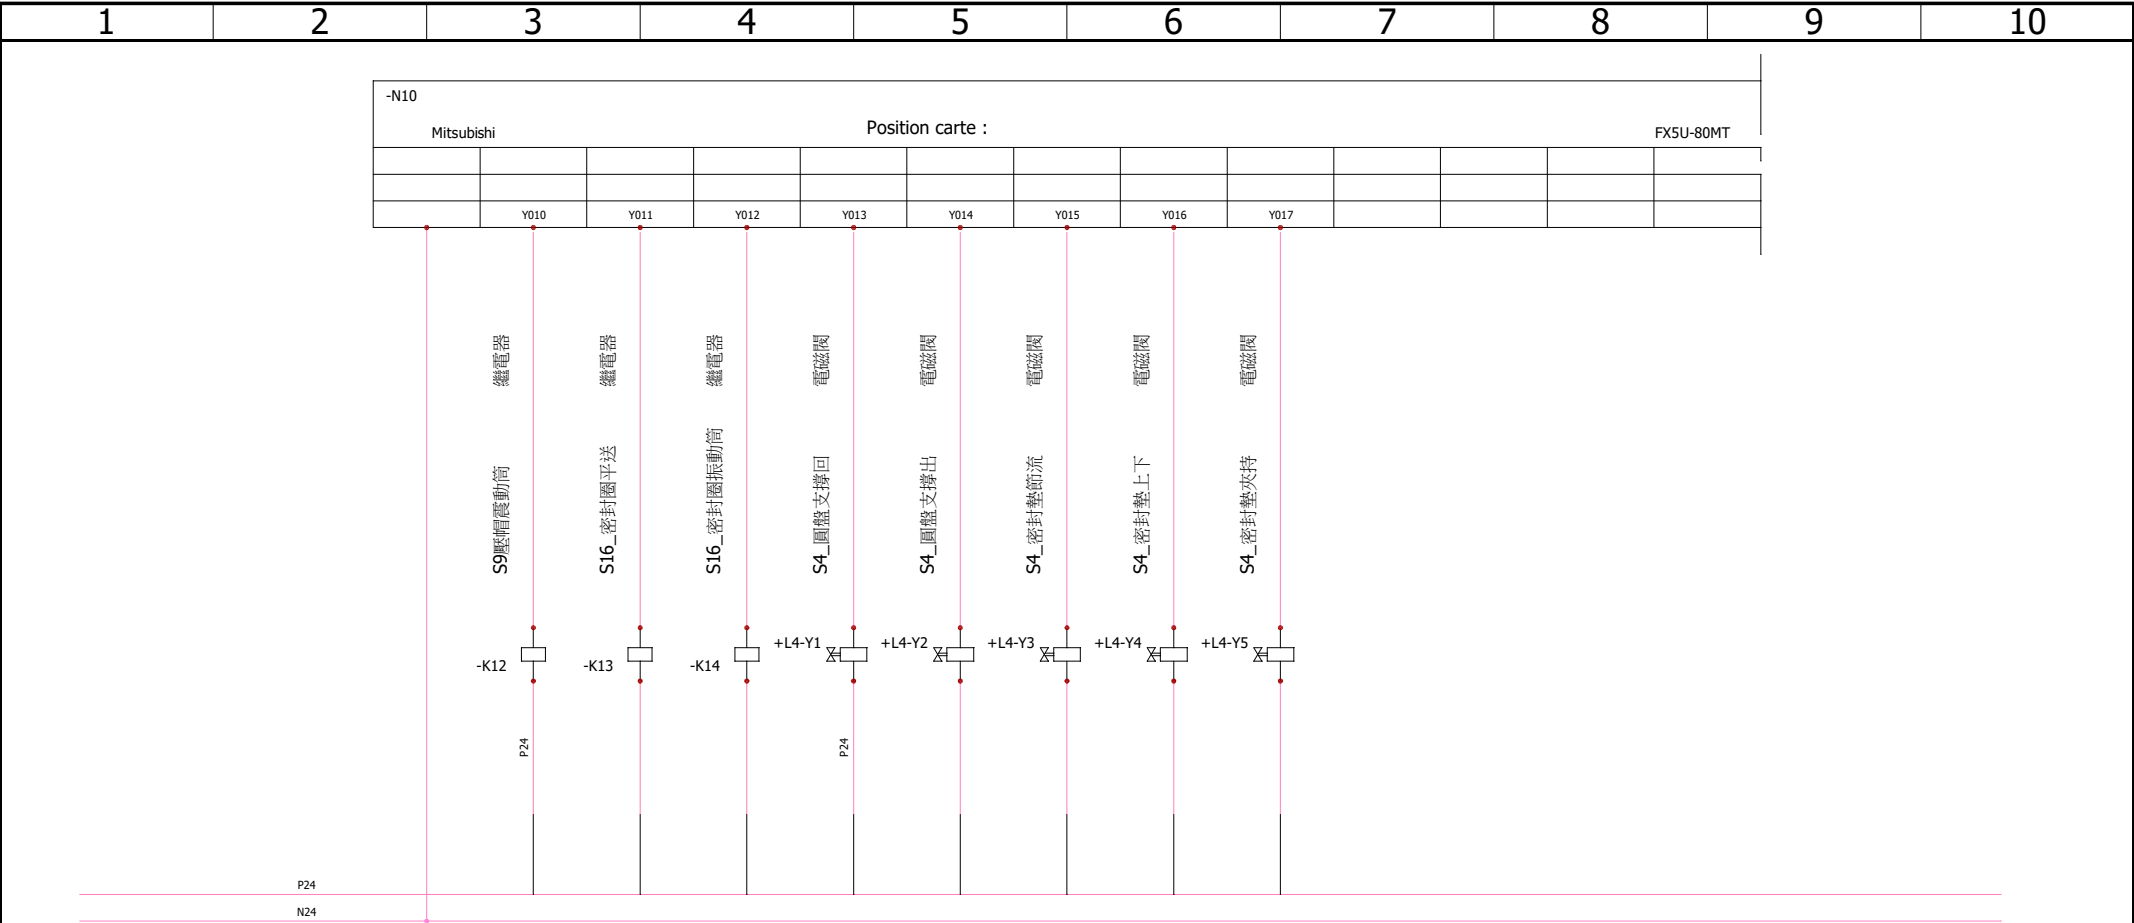 1 2 3 4 5 6 7 8 9 10
-N10
Mitsubishi Position carte : FX5U-80MT
Y010 Y011 Y012 Y013 Y014 Y015 Y016 Y017
S9壓帽震動筒 繼電器
S16_密封圈平送 繼電器
S16_密封圈振動筒 繼電器
S4_圓盤支撐回 電磁閥
S4_圓盤支撐出 電磁閥
S4_密封墊節流 電磁閥
S4_密封墊上下 電磁閥
S4_密封墊夾持 電磁閥
-K12 -K13 -K14 +L4-Y1 +L4-Y2 +L4-Y3 +L4-Y4 +L4-Y5
P24 P24
P24
N24